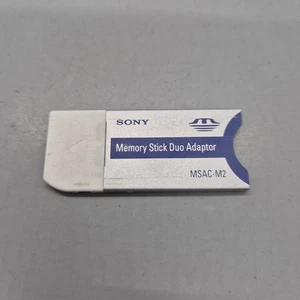 SONY
Memory Stick Duo Adaptor
MSAC-M2